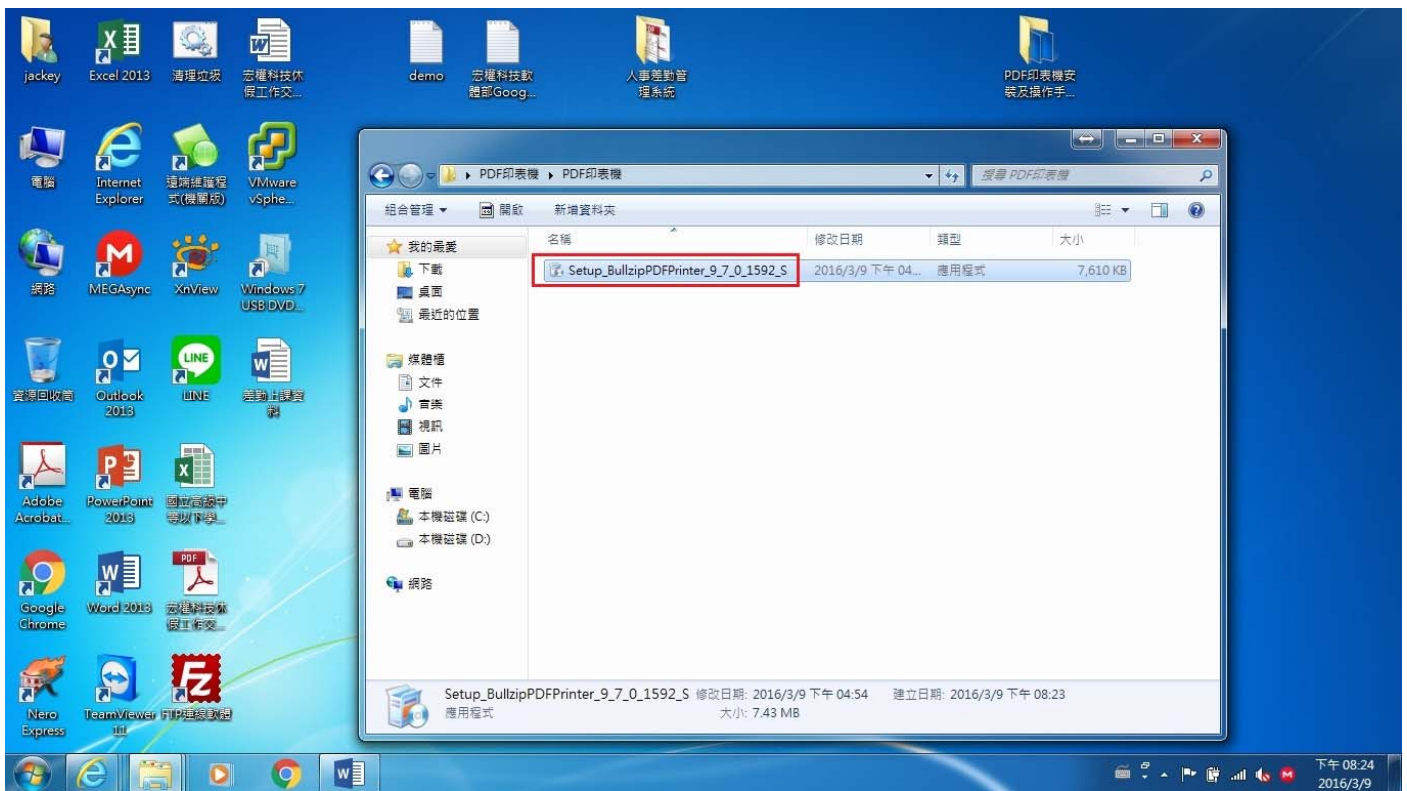 jackey
Excel 2013
清理垃圾
宏權科技休
假工作交...
demo
宏權科技軟
體部Goog...
人事差勤管
理系統
PDF印表機安
裝及操作手...
電腦
Internet
Explorer
遠端維護程
式(機關版)
VMware
vSphe...
網路
MEGAsync
XnView
Windows 7
USB DVD...
資源回收筒
Outlook
2013
LINE
差勤上課資
料
Adobe
Acrobat...
PowerPoint
2013
國立高級中
等以下學...
Google
Chrome
Word 2013
宏權科技休
假工作交...
Nero
Express
TeamViewer
11
FTP連線軟體
PDF印表機
PDF印表機
搜尋 PDF印表機
組合管理
開啟
新增資料夾
名稱
修改日期
類型
大小
Setup_BullzipPDFPrinter_9_7_0_1592_S
2016/3/9 下午 04...
應用程式
7,610 KB
我的最愛
下載
桌面
最近的位置
媒體櫃
文件
音樂
視訊
圖片
電腦
本機磁碟 (C:)
本機磁碟 (D:)
網路
Setup_BullzipPDFPrinter_9_7_0_1592_S 修改日期: 2016/3/9 下午 04:54 建立日期: 2016/3/9 下午 08:23
應用程式 大小: 7.43 MB
下午 08:24
2016/3/9